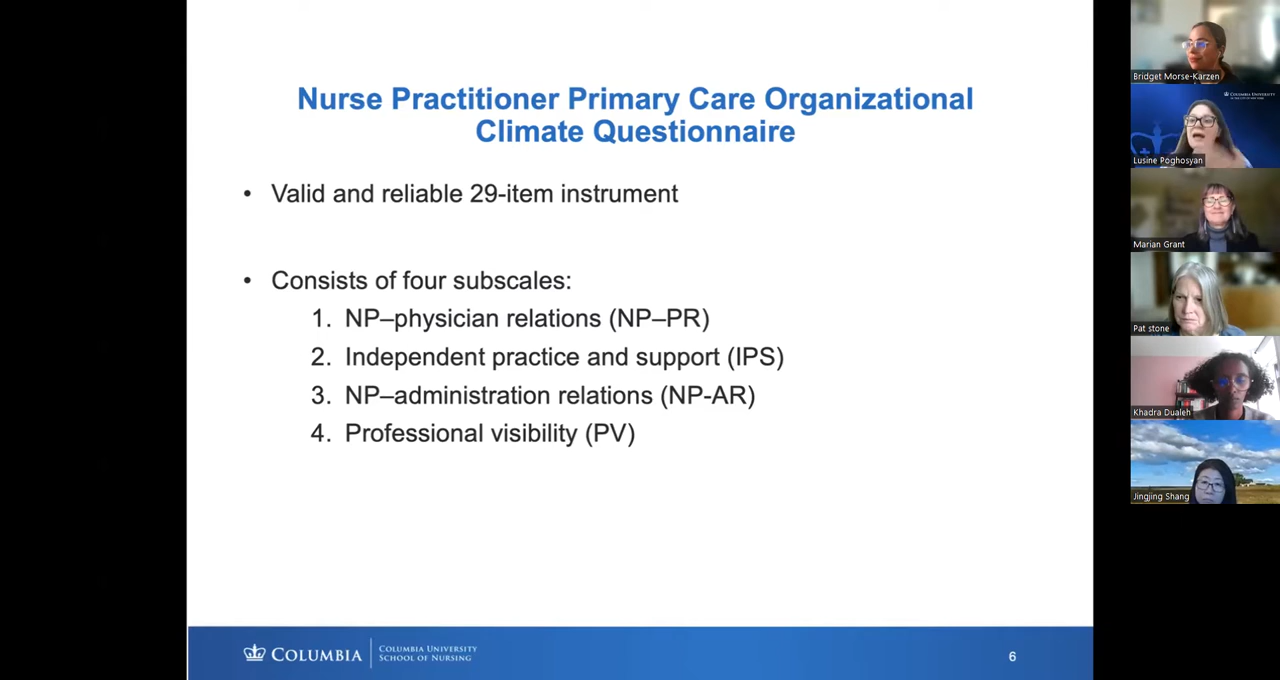 Nurse Practitioner Primary Care Organizational
Climate Questionnaire
• Valid and reliable 29-item instrument
• Consists of four subscales:
1. NP–physician relations (NP–PR)
2. Independent practice and support (IPS)
3. NP–administration relations (NP-AR)
4. Professional visibility (PV)
COLUMBIA
COLUMBIA UNIVERSITY
SCHOOL OF NURSING
6
Bridget Morse-Karzen
COLUMBIA UNIVERSITY
Lusine Poghosyan
Marian Grant
Pat stone
Khadra Dualeh
Jingjing Shang